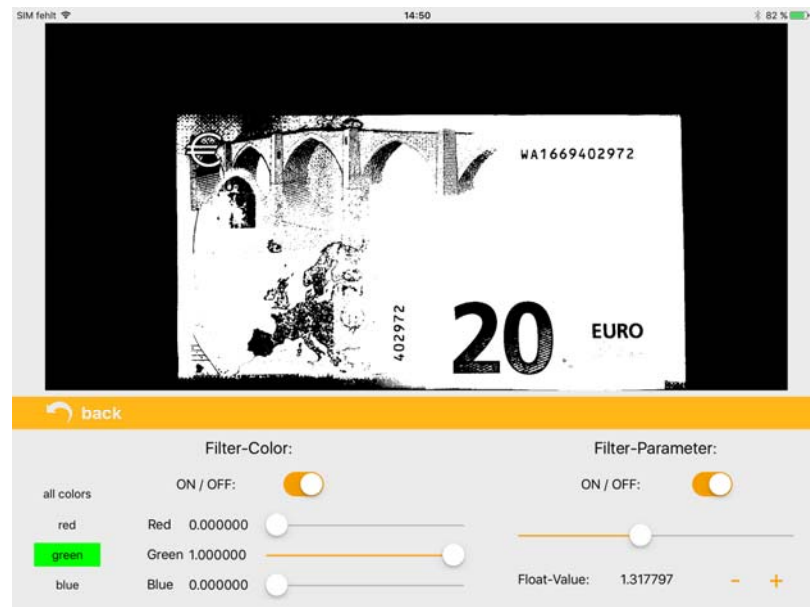 SIM fehlt 14:50 82 %
WA1669402972
402972
20 EURO
back
Filter-Color:
Filter-Parameter:
ON / OFF:
ON / OFF:
all colors
red
Red 0.000000
green
Green 1.000000
blue
Blue 0.000000
Float-Value: 1.317797 - +